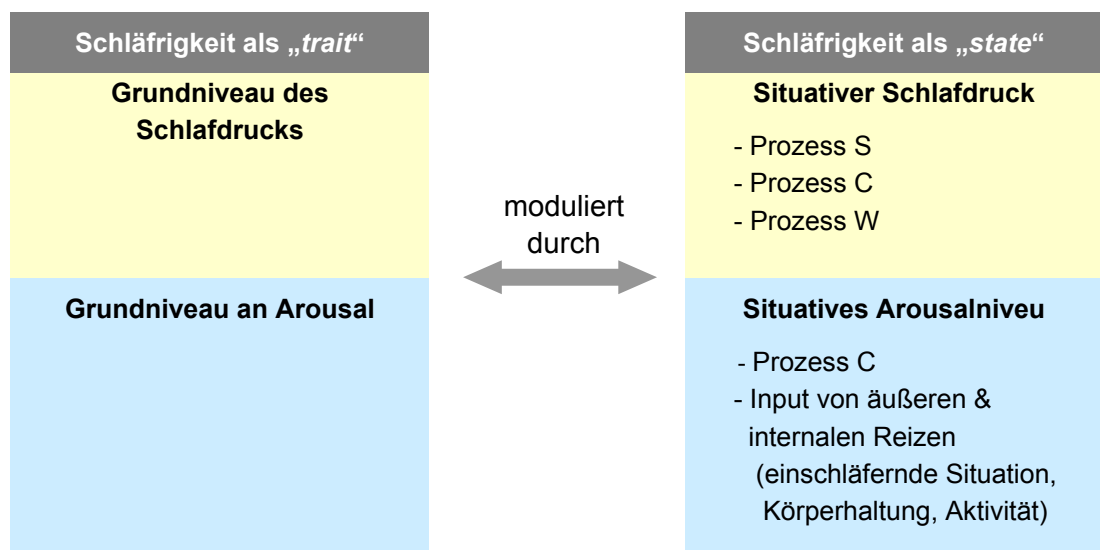 Schläfrigkeit als „trait“
Grundniveau des
Schlafdrucks
Grundniveau an Arousal
moduliert
durch
Schläfrigkeit als „state“
Situativer Schlafdruck
- Prozess S
- Prozess C
- Prozess W
Situatives Arousalniveu
- Prozess C
- Input von äußeren &
internalen Reizen
(einschläfernde Situation,
Körperhaltung, Aktivität)